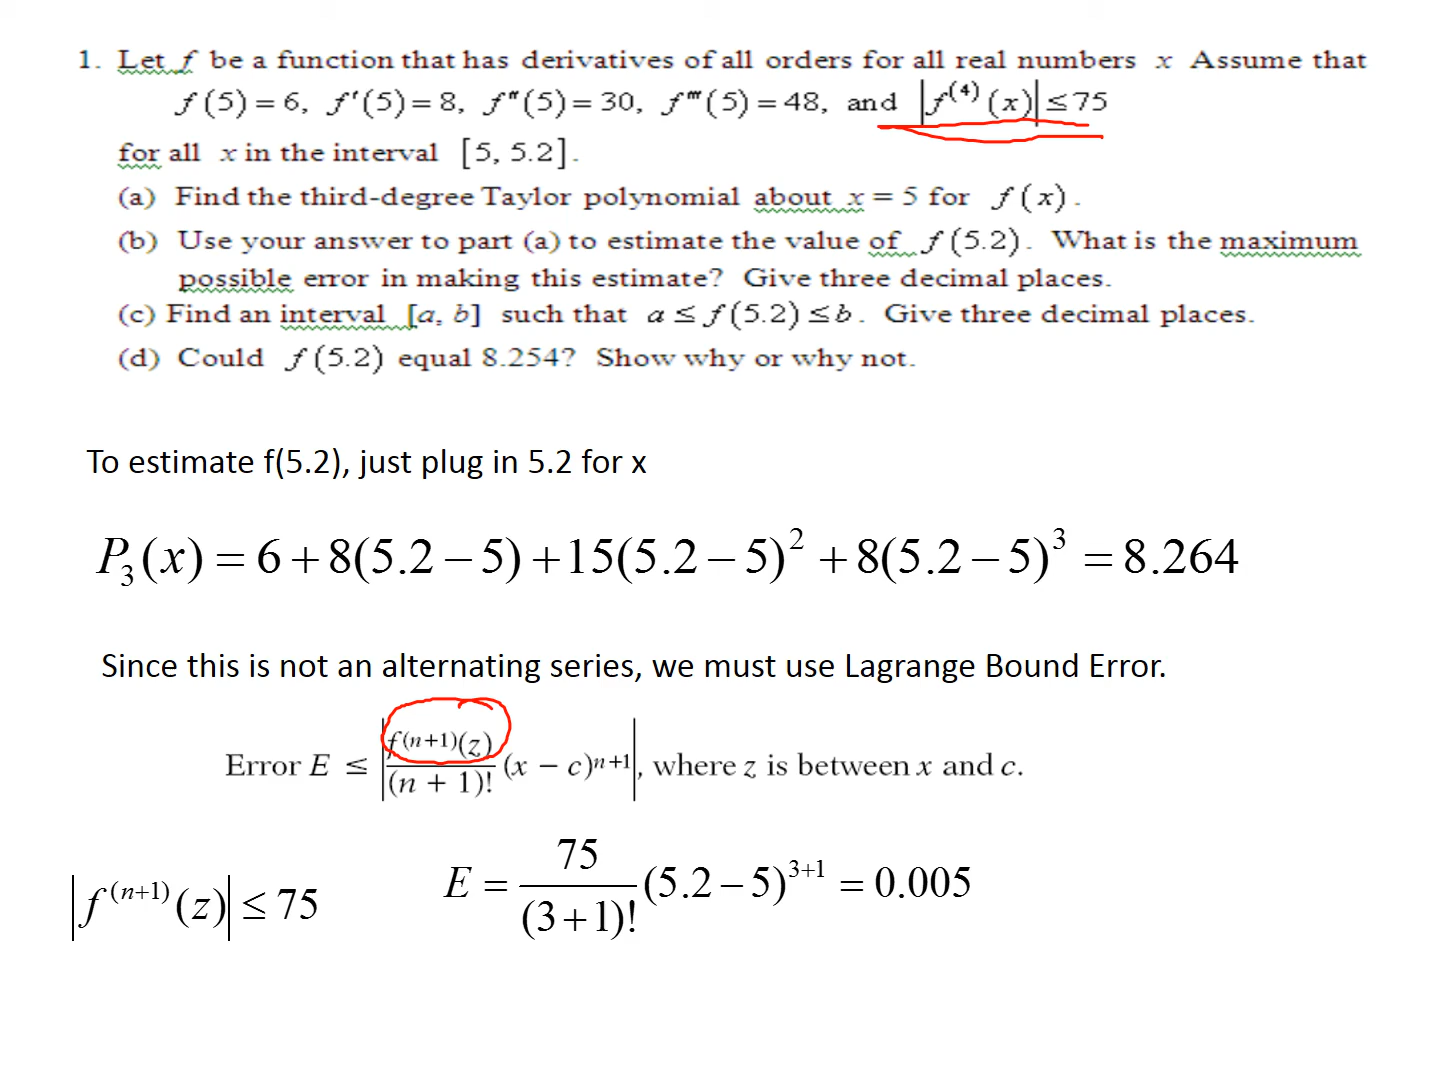 1. Let f be a function that has derivatives of all orders for all real numbers x Assume that
f(5) = 6, f′(5) = 8, f″(5) = 30, f‴(5) = 48, and |f⁽⁴⁾(x)| ≤ 75
for all x in the interval [5, 5.2].
(a) Find the third-degree Taylor polynomial about x = 5 for f(x).
(b) Use your answer to part (a) to estimate the value of f(5.2). What is the maximum
possible error in making this estimate? Give three decimal places.
(c) Find an interval [a, b] such that a ≤ f(5.2) ≤ b. Give three decimal places.
(d) Could f(5.2) equal 8.254? Show why or why not.
To estimate f(5.2), just plug in 5.2 for x
P₃(x) = 6 + 8(5.2 − 5) + 15(5.2 − 5)² + 8(5.2 − 5)³ = 8.264
Since this is not an alternating series, we must use Lagrange Bound Error.
Error E ≤ |f⁽ⁿ⁺¹⁾(z)/(n + 1)! (x − c)ⁿ⁺¹|, where z is between x and c.
|f⁽ⁿ⁺¹⁾(z)| ≤ 75
E = 75/(3+1)! (5.2 − 5)³⁺¹ = 0.005